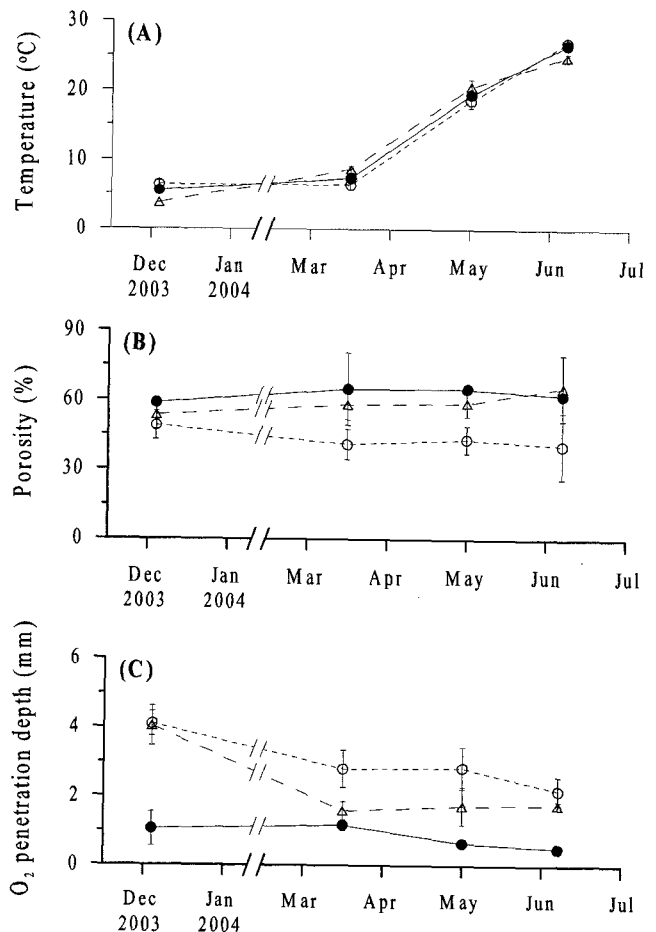 (A)
Temperature (°C)
30
20
10
0
Dec Jan Mar Apr May Jun Jul
2003 2004
(B)
Porosity (%)
90
60
30
0
Dec Jan Mar Apr May Jun Jul
2003 2004
(C)
O₂ penetration depth (mm)
6
4
2
0
Dec Jan Mar Apr May Jun Jul
2003 2004